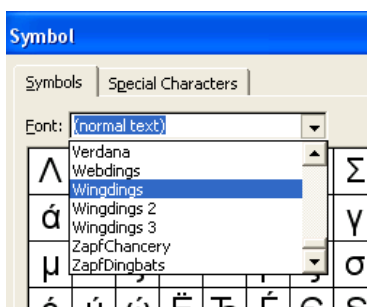 Symbol
Symbols Special Characters
Font: (normal text)
Verdana
Webdings
Wingdings
Wingdings 2
Wingdings 3
ZapfChancery
ZapfDingbats
Λ Σ
ά γ
μ σ